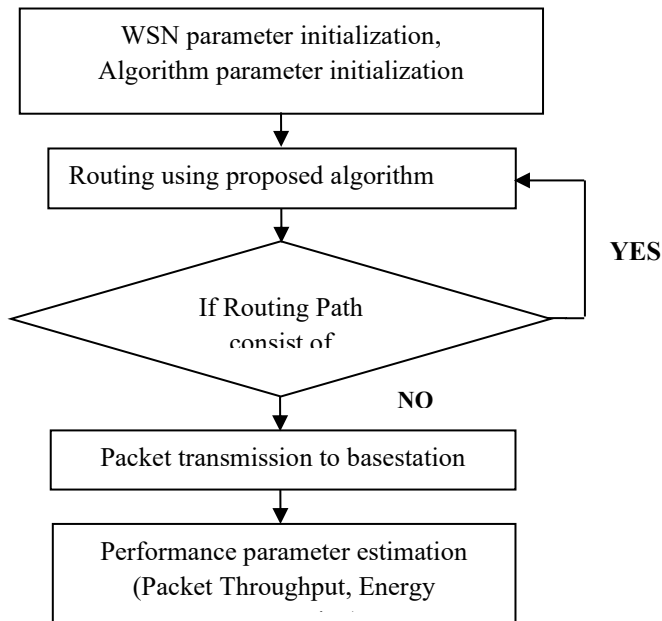 WSN parameter initialization,
Algorithm parameter initialization
Routing using proposed algorithm
YES
If Routing Path
consist of
NO
Packet transmission to basestation
Performance parameter estimation
(Packet Throughput, Energy